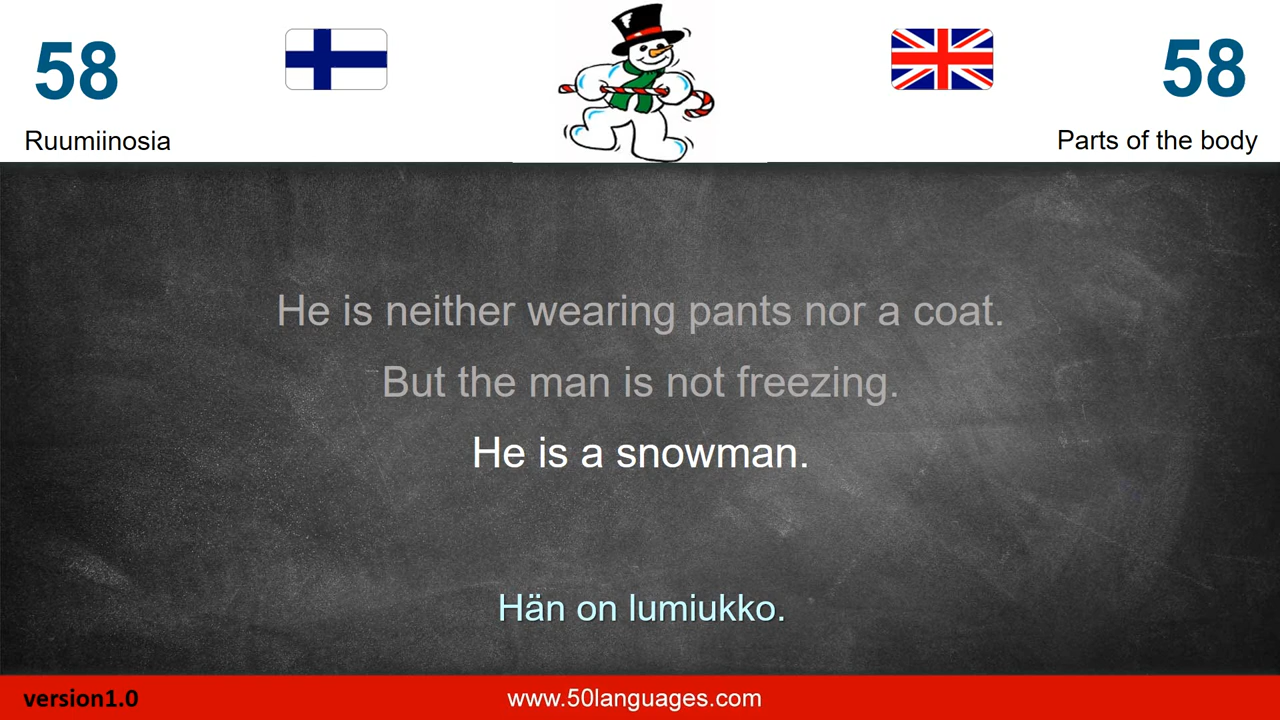 58
58
Ruumiinosia
Parts of the body
He is neither wearing pants nor a coat.
But the man is not freezing.
He is a snowman.
Hän on lumiukko.
version1.0
www.50languages.com